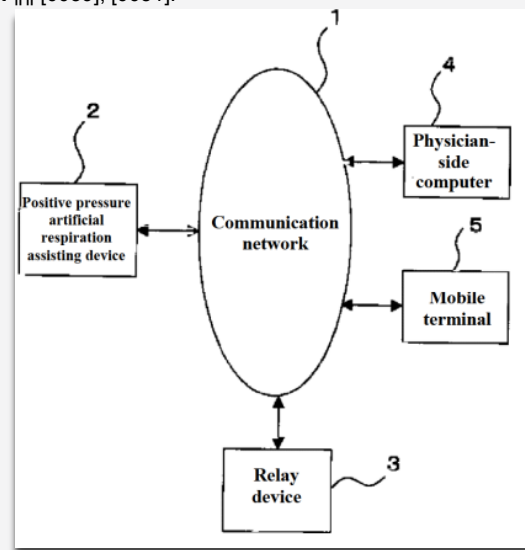 1
4
2
Physician-
side
computer
Positive pressure
artificial
respiration
assisting device
Communication
network
5
Mobile
terminal
Relay
device
3